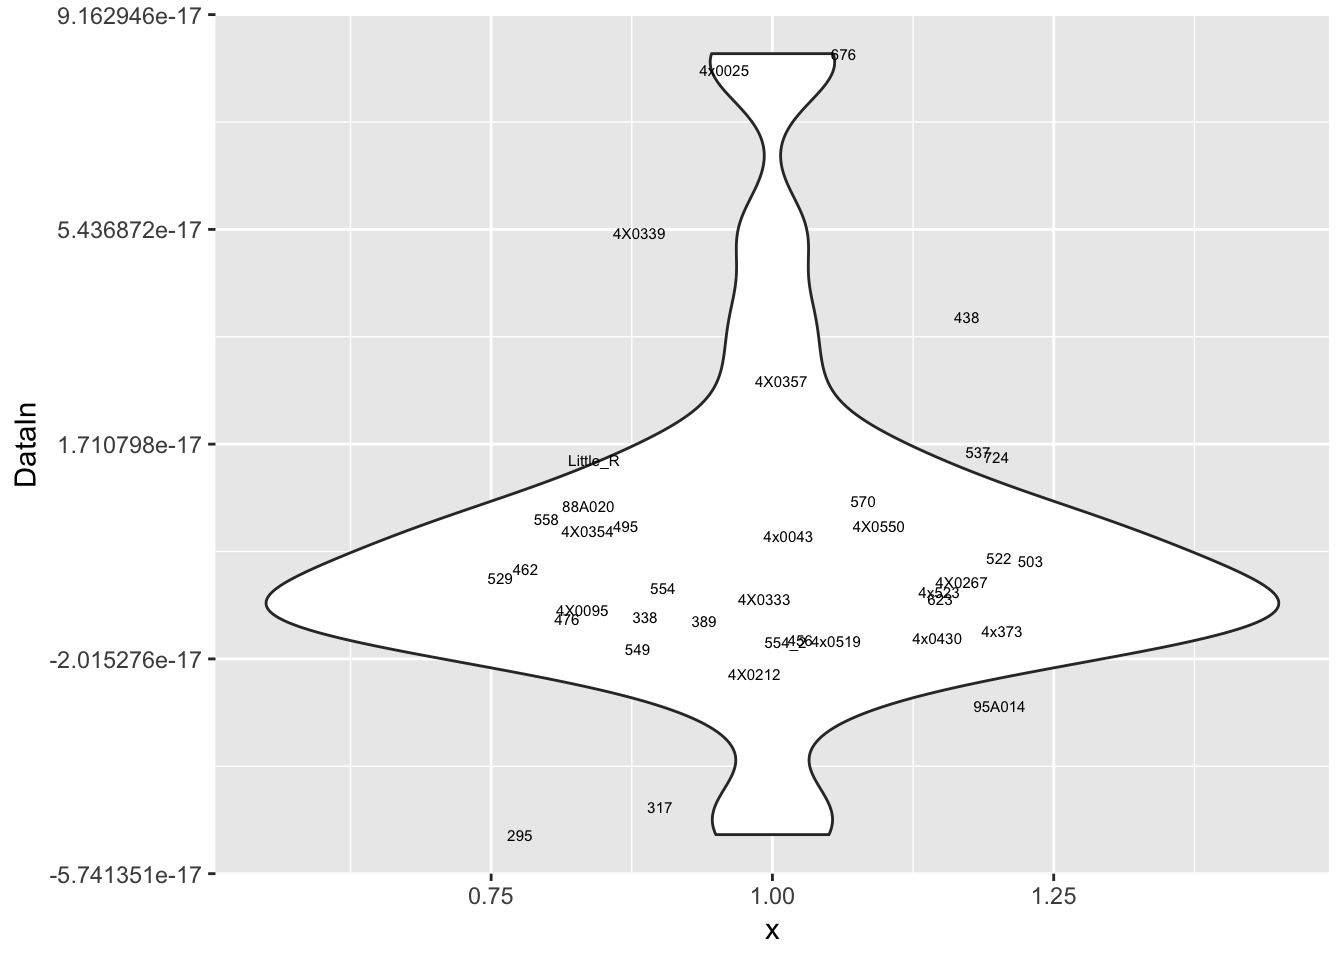 9.162946e-17
676
4x0025
5.436872e-17
4X0339
438
4X0357
DataIn
1.710798e-17
537
724
Little_R
570
88A020
558
495
4X0550
4X0354
4x0043
522
503
462
529
4X0267
554
4x523
4X0333
623
4X0095
338
476
389
4x373
4x0430
456
4x0519
554_2
549
-2.015276e-17
4X0212
95A014
317
295
-5.741351e-17
0.75
1.00
1.25
x